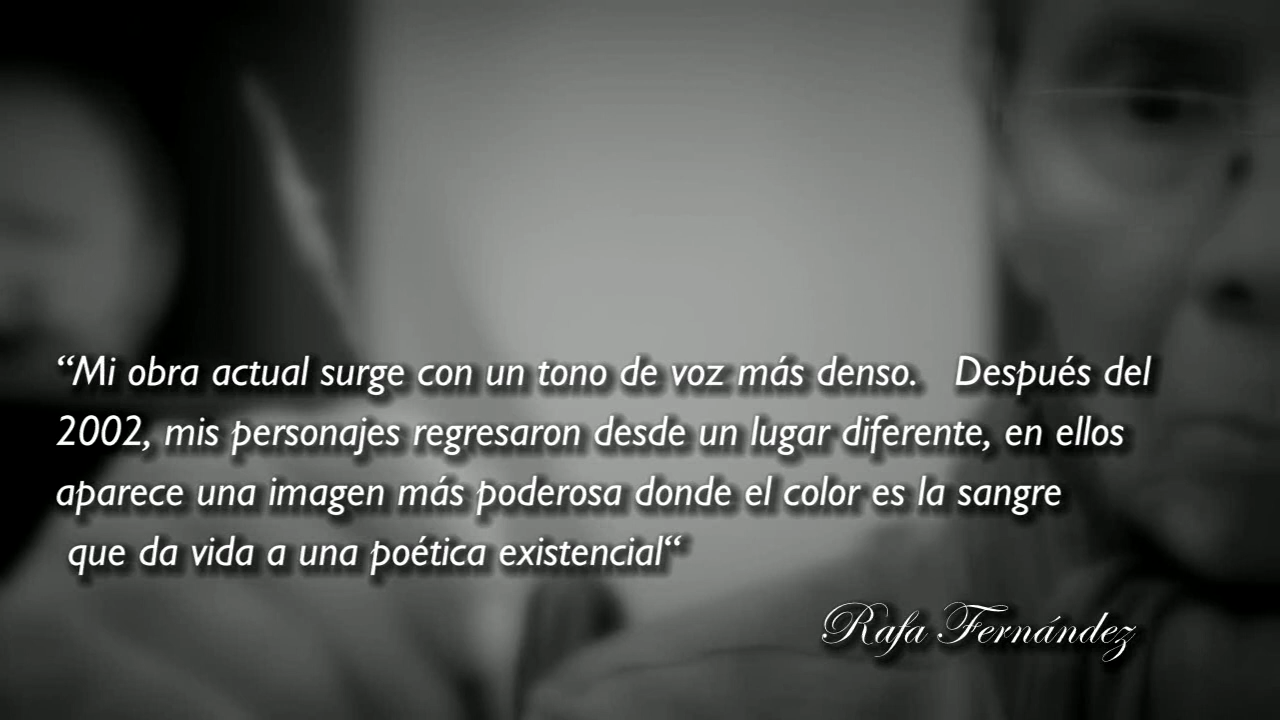 “Mi obra actual surge con un tono de voz más denso. Después del
2002, mis personajes regresaron desde un lugar diferente, en ellos
aparece una imagen más poderosa donde el color es la sangre
que da vida a una poética existencial“
Rafa Fernández